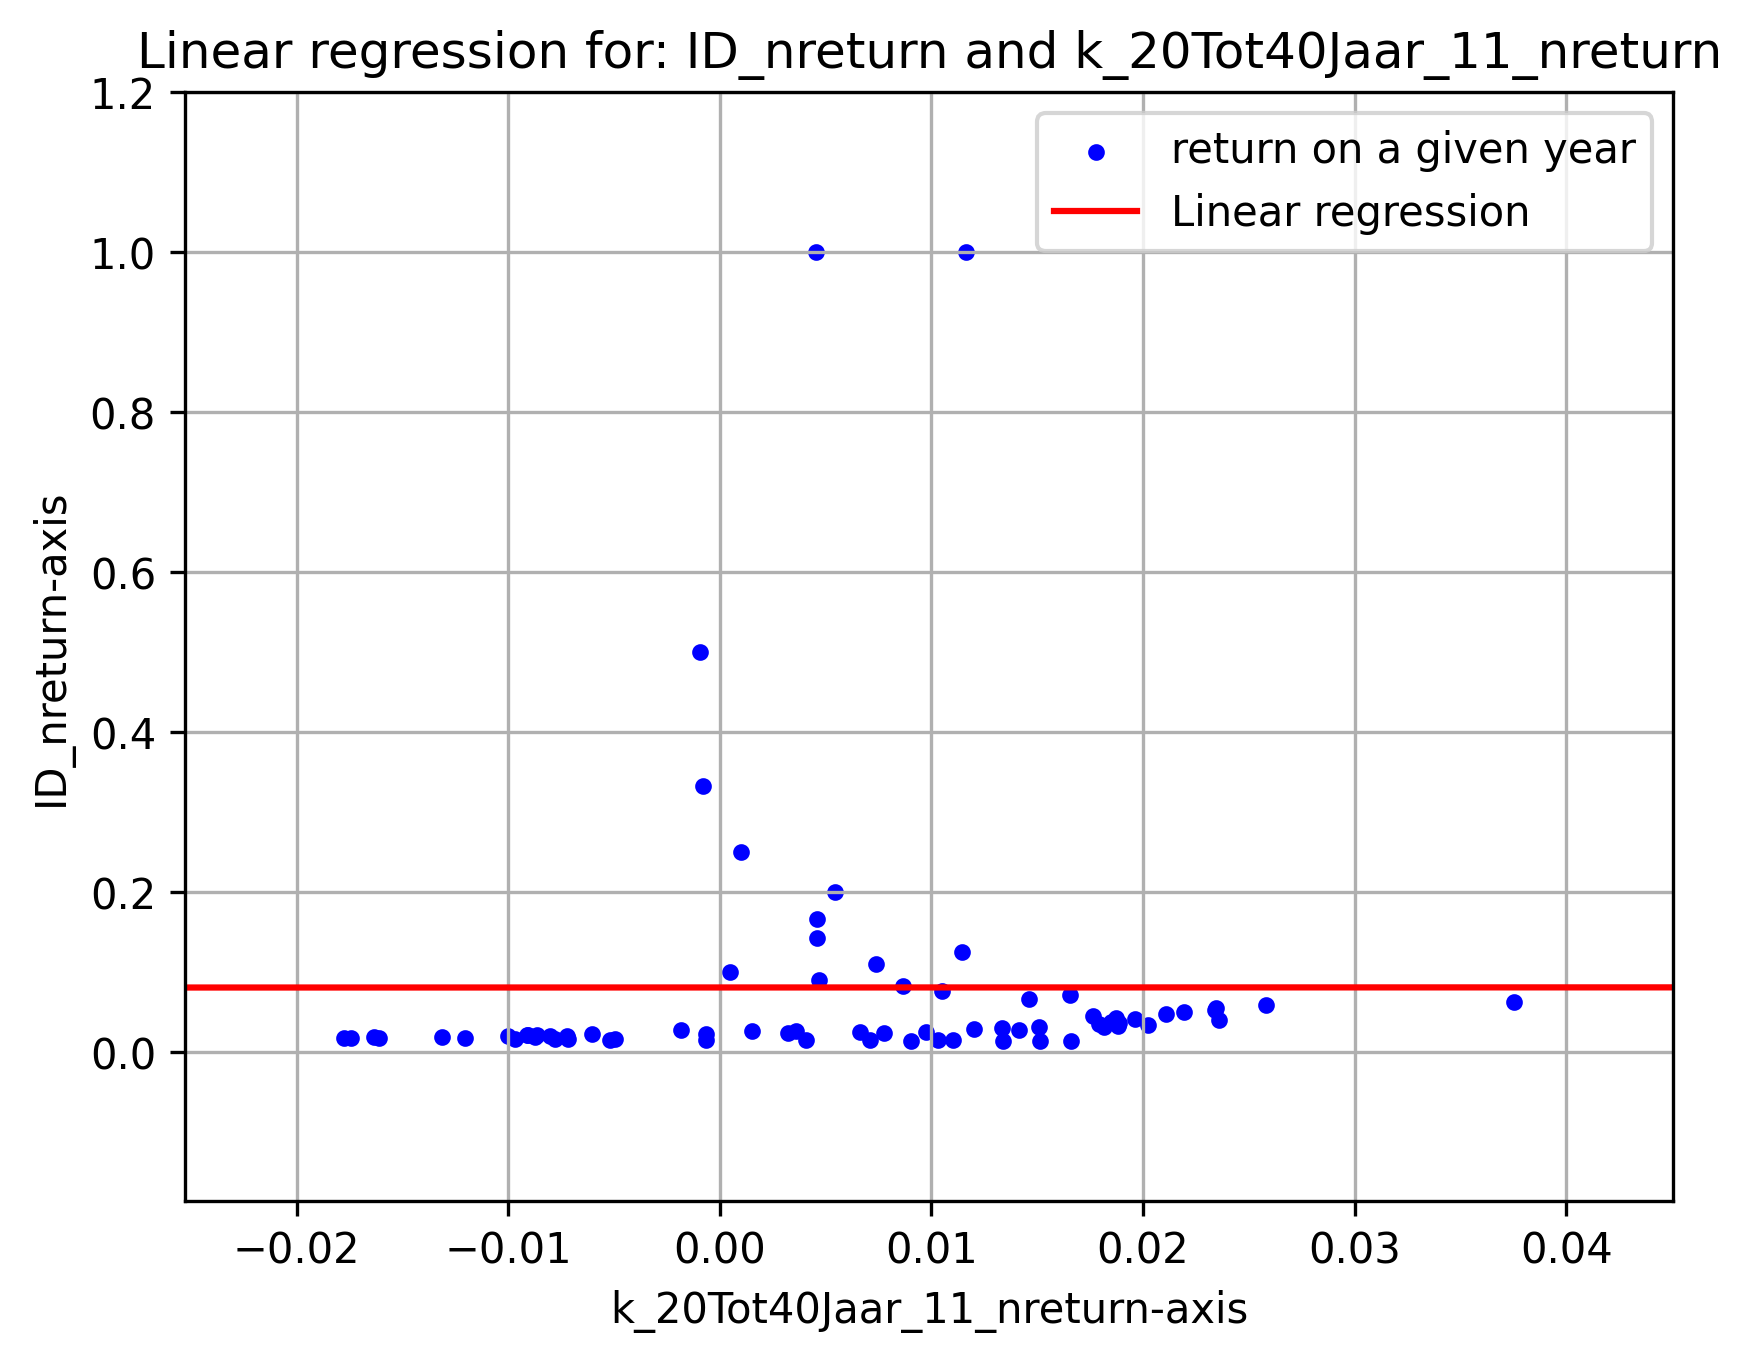 Linear regression for: ID_nreturn and k_20Tot40Jaar_11_nreturn
return on a given year
Linear regression
ID_nreturn-axis
1.2
1.0
0.8
0.6
0.4
0.2
0.0
−0.02 −0.01 0.00 0.01 0.02 0.03 0.04
k_20Tot40Jaar_11_nreturn-axis